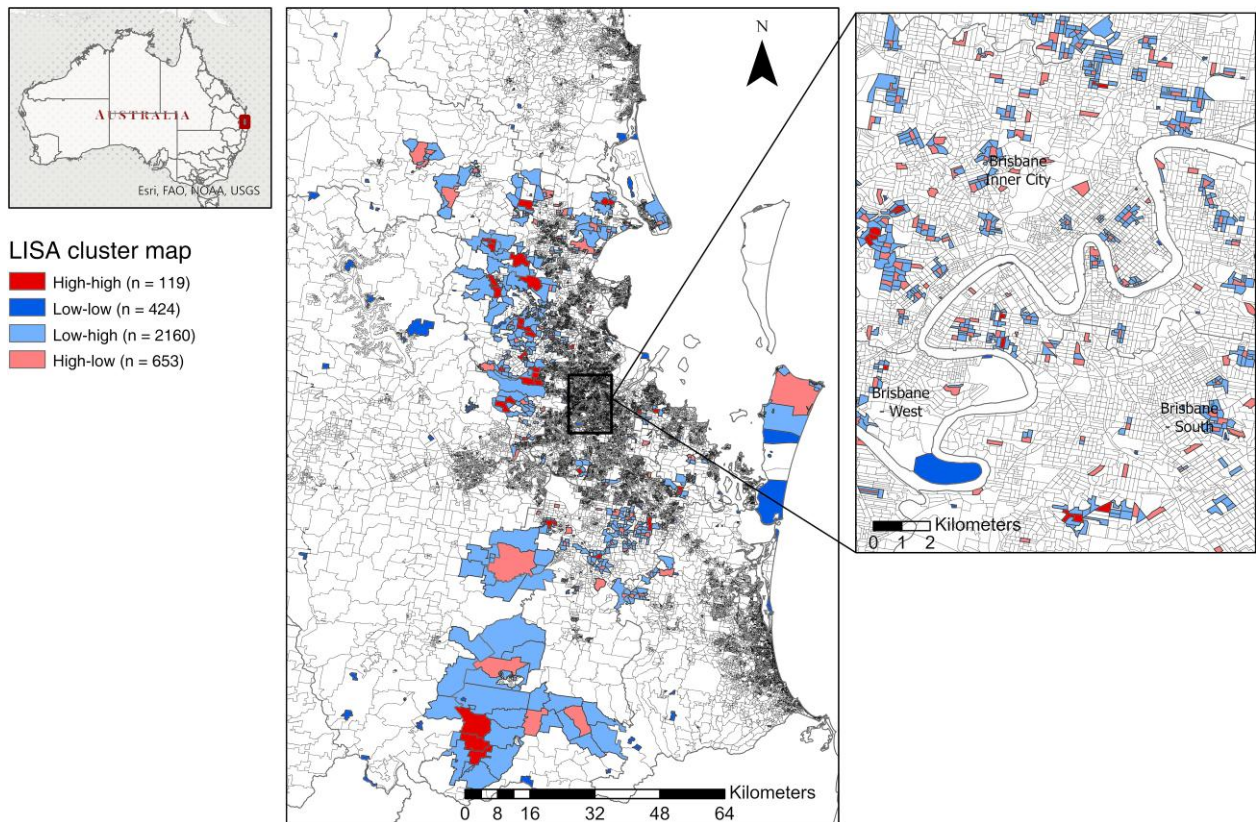 AUSTRALIA
Esri, FAO, NOAA, USGS
LISA cluster map
High-high (n = 119)
Low-low (n = 424)
Low-high (n = 2160)
High-low (n = 653)
N
Kilometers
0 8 16 32 48 64
Brisbane
Inner City
Brisbane
- West
Brisbane
- South
Kilometers
0 1 2